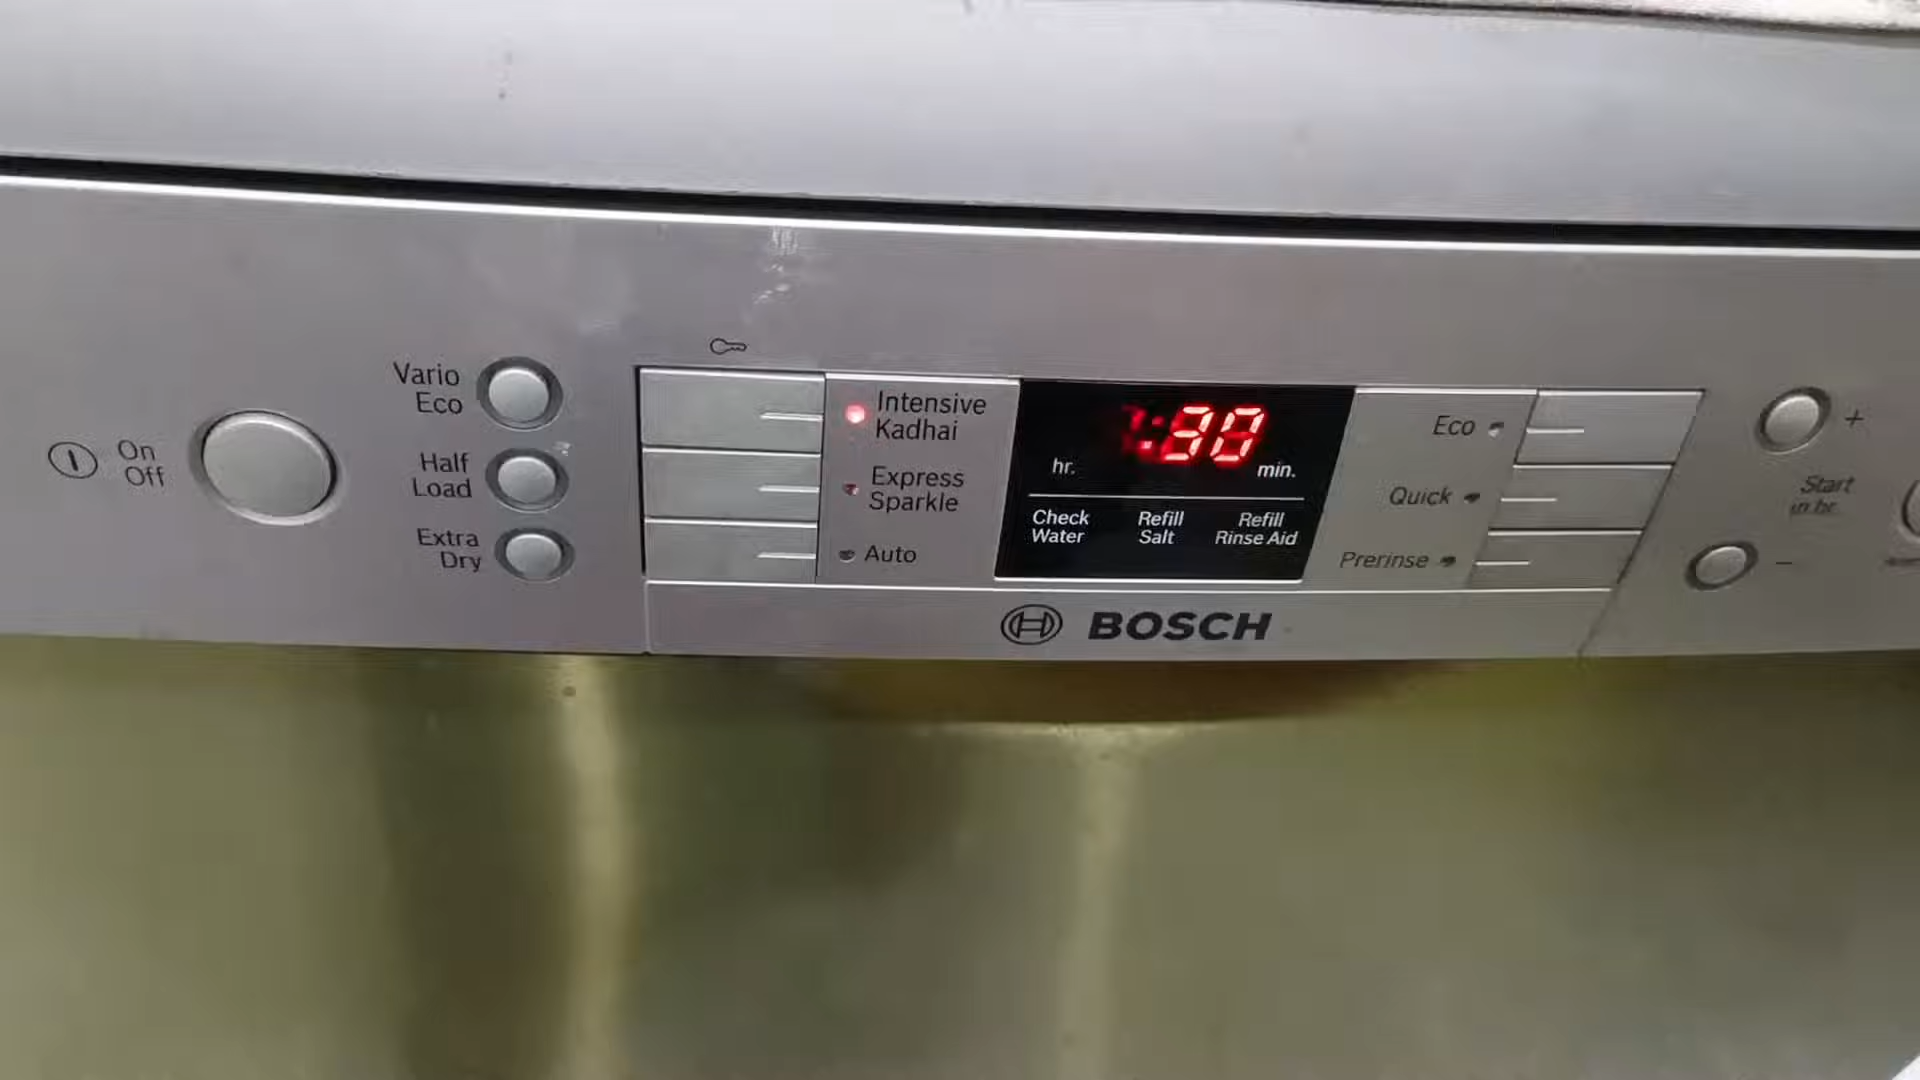 On
Off
Vario
Eco
Half
Load
Extra
Dry
Intensive
Kadhai
Express
Sparkle
Auto
:30
hr.
min.
Check
Water
Refill
Salt
Refill
Rinse Aid
Eco
Quick
Prerinse
+
Start
in hr.
-
BOSCH